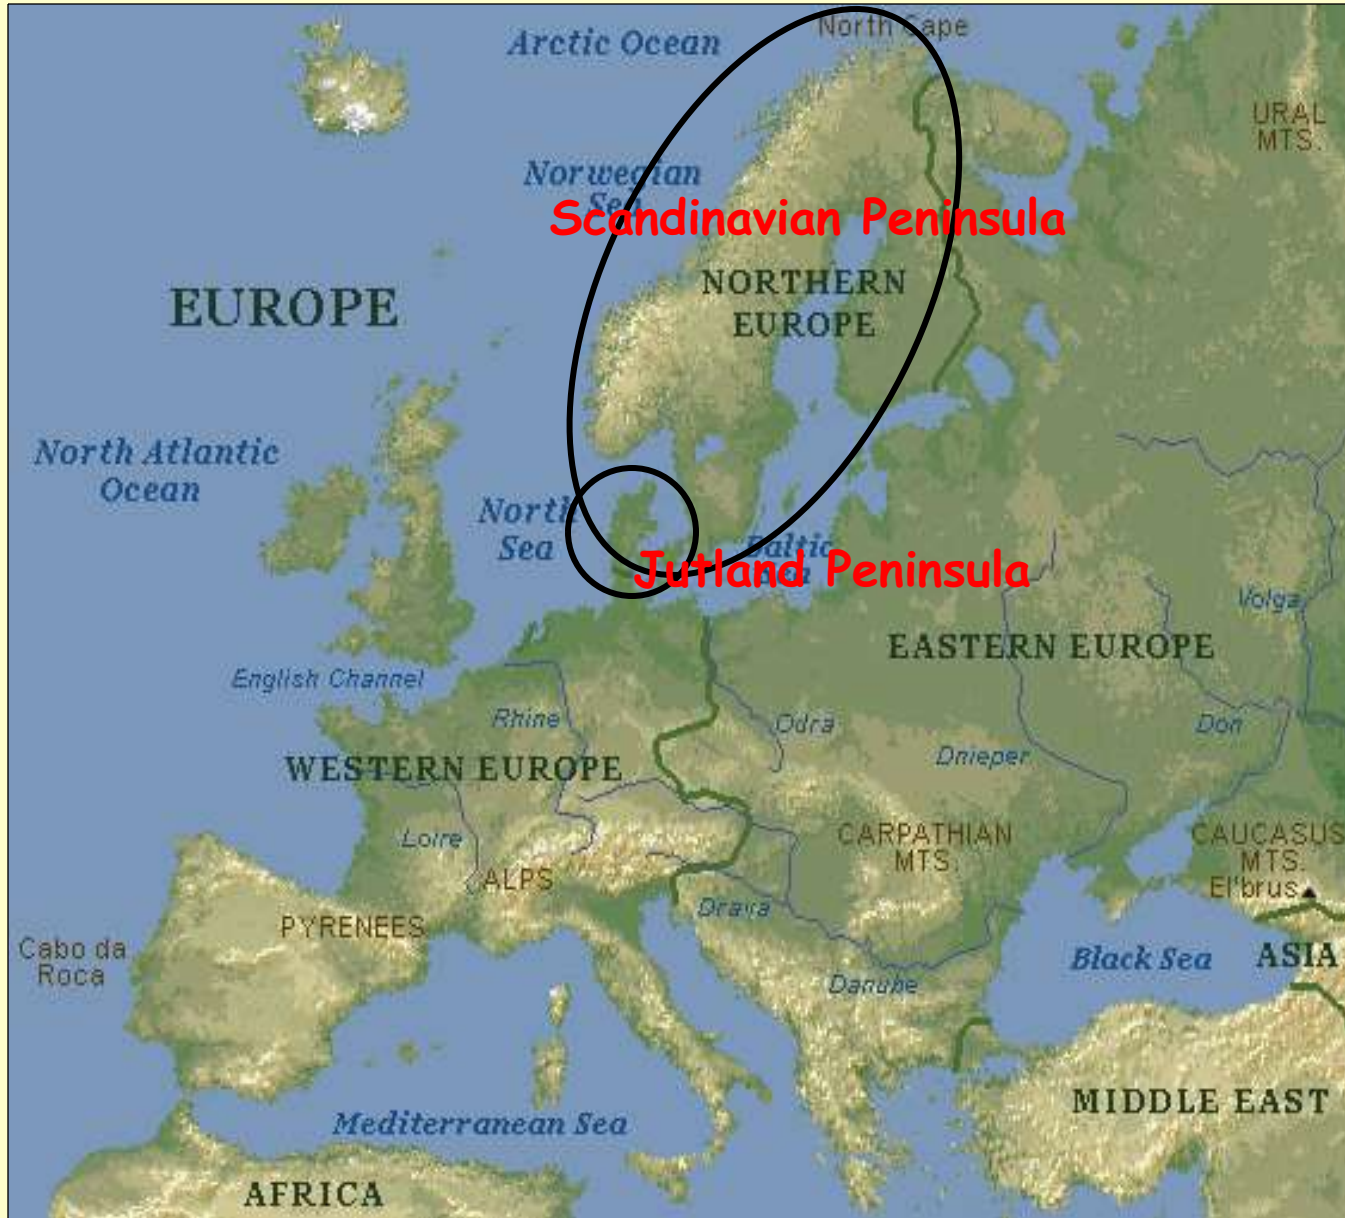 North Cape
Arctic Ocean
URAL
MTS.
Norwegian
Sea
Scandinavian Peninsula
NORTHERN
EUROPE
EUROPE
North Atlantic
Ocean
North
Sea
Baltic
Sea
Jutland Peninsula
Volga
EASTERN EUROPE
English Channel
Rhine
Odra
Don
Dnieper
WESTERN EUROPE
Loire
CARPATHIAN
MTS.
CAUCASUS
MTS.
El'brus
ALPS
Drava
PYRENEES
Cabo da
Roca
Black Sea
ASIA
Danube
MIDDLE EAST
Mediterranean Sea
AFRICA